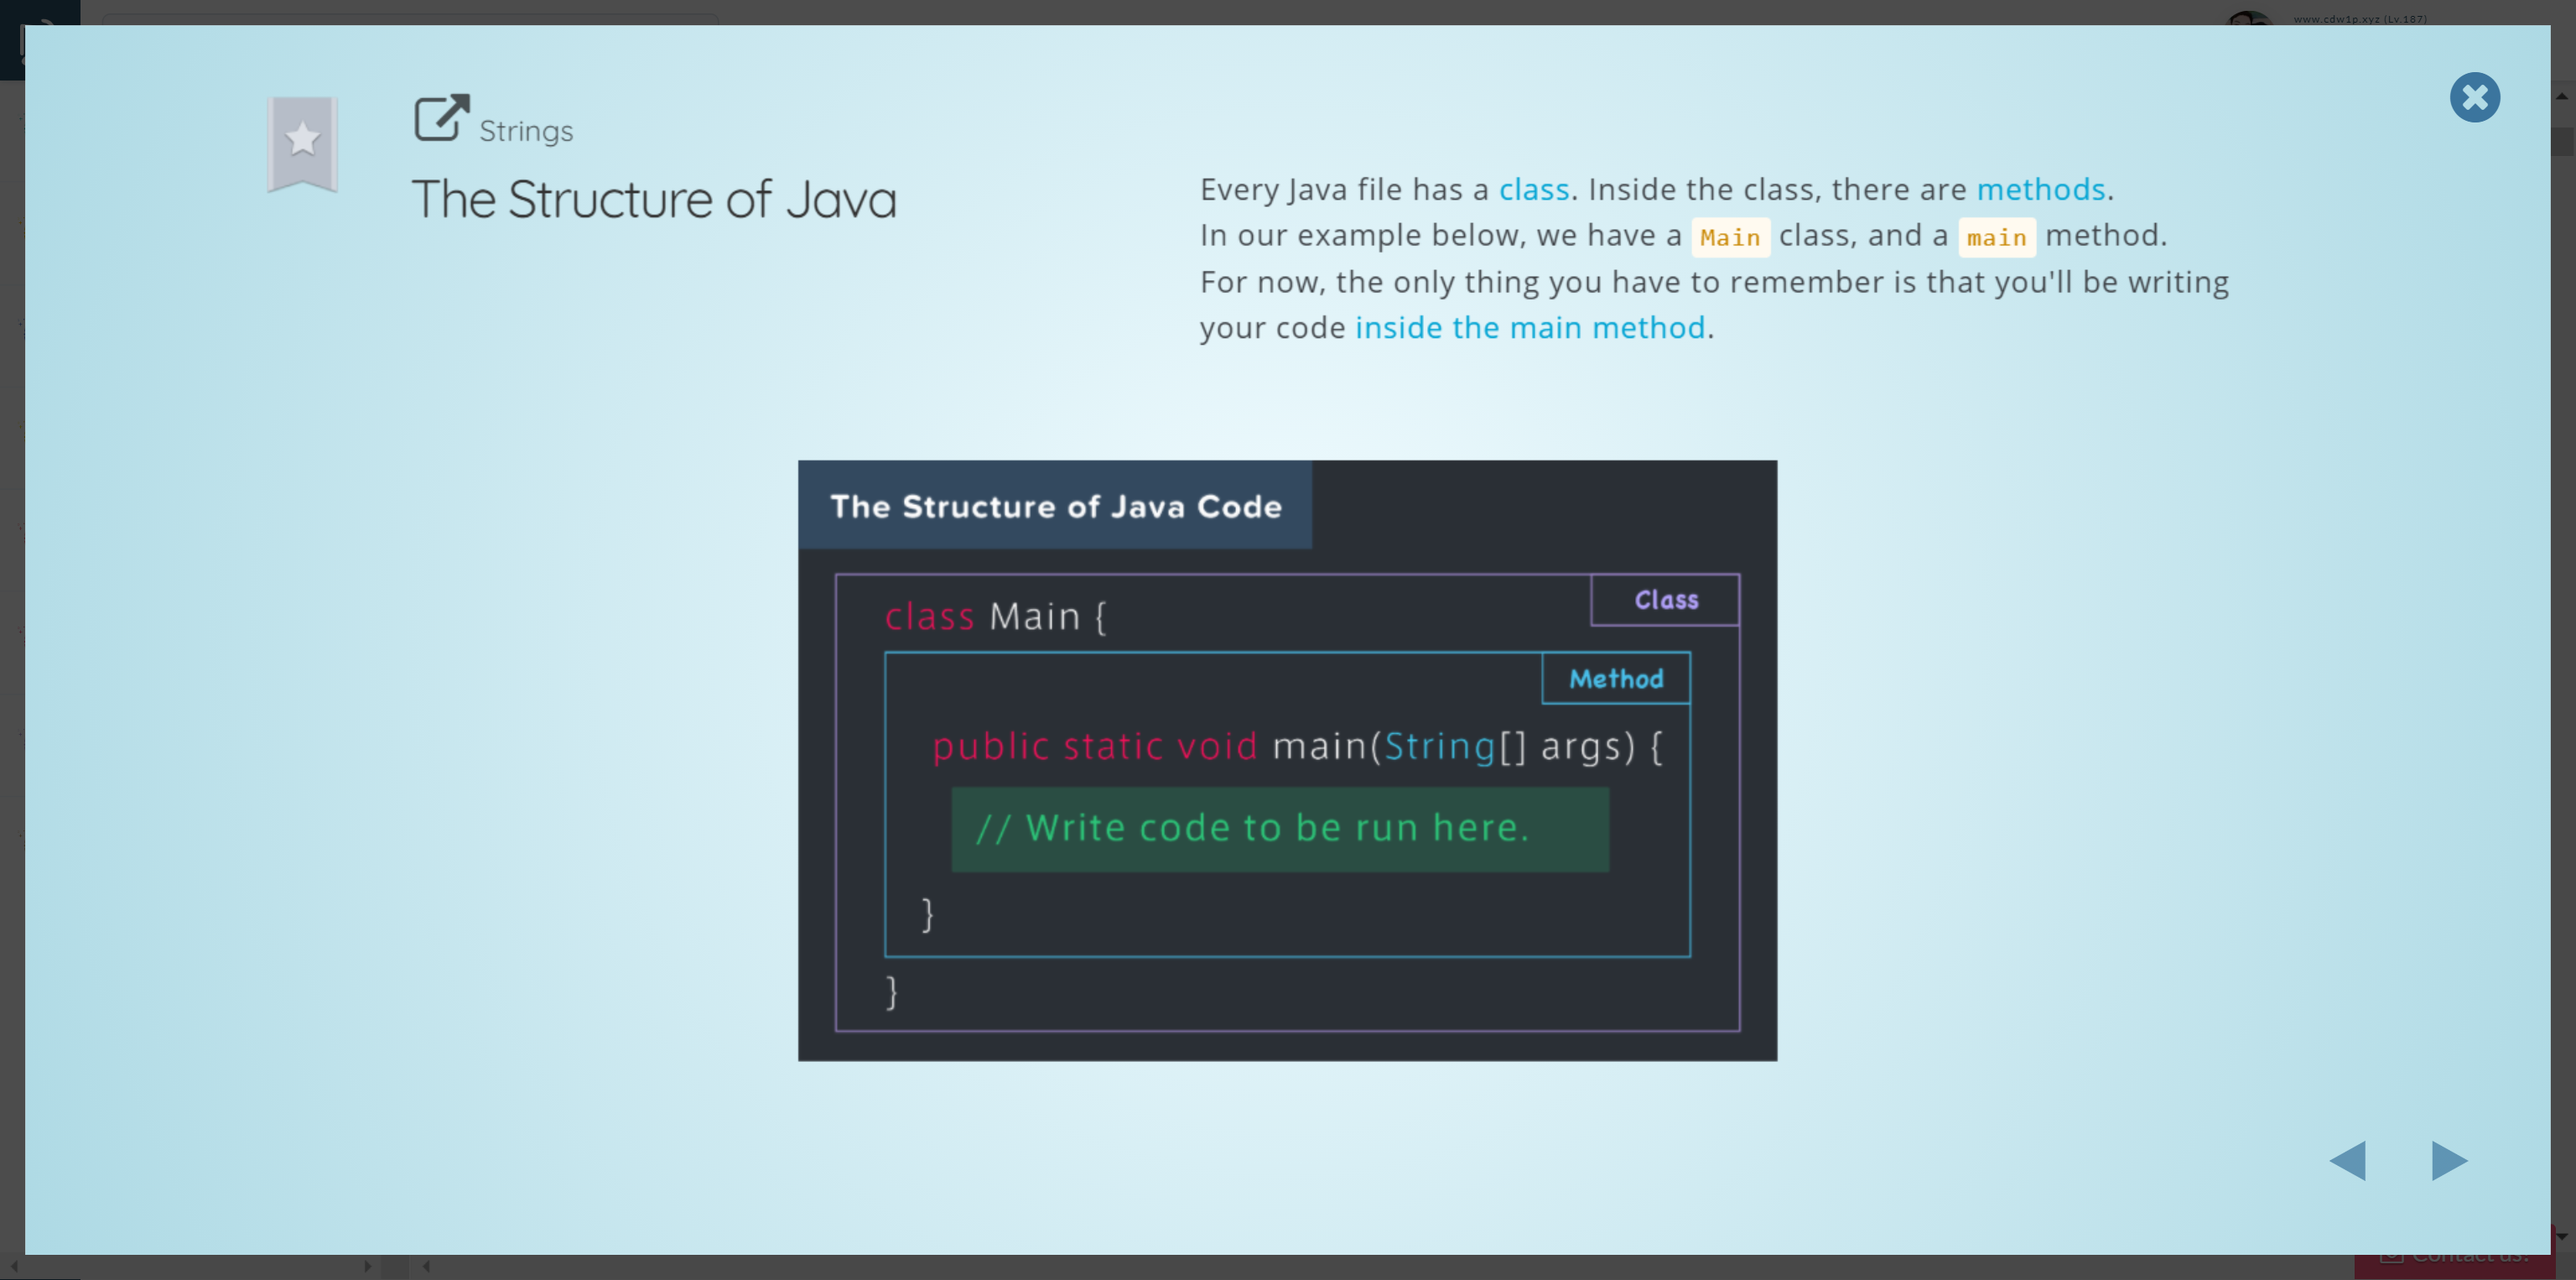 www.cdw1p.xyz (Lv.187)
Strings
The Structure of Java
Every Java file has a class. Inside the class, there are methods.
In our example below, we have a Main class, and a main method.
For now, the only thing you have to remember is that you'll be writing
your code inside the main method.
The Structure of Java Code
Class
class Main {
Method
public static void main(String[] args) {
// Write code to be run here.
}
}
Contact us!